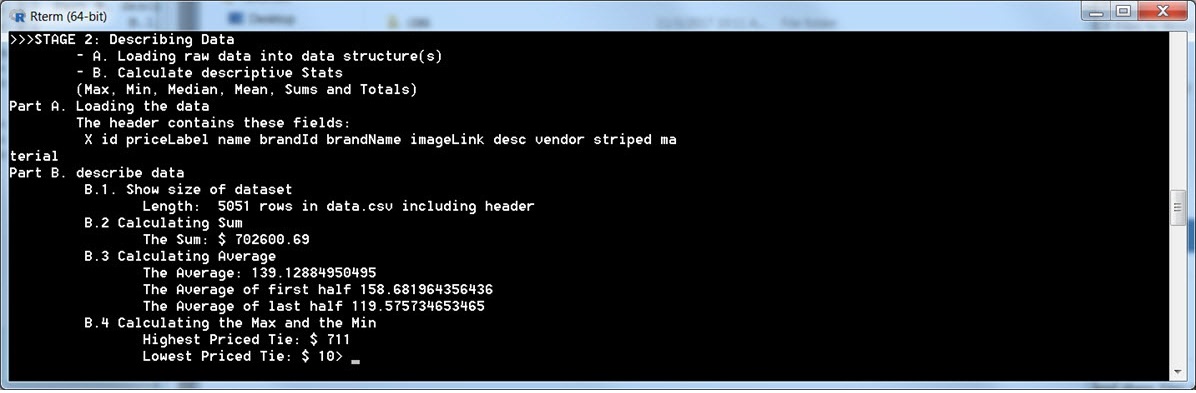 Rterm (64-bit)
>>>STAGE 2: Describing Data
- A. Loading raw data into data structure(s)
- B. Calculate descriptive Stats
(Max, Min, Median, Mean, Sums and Totals)
Part A. Loading the data
The header contains these fields:
X id priceLabel name brandId brandName imageLink desc vendor striped ma
terial
Part B. describe data
B.1. Show size of dataset
Length:  5051 rows in data.csv including header
B.2 Calculating Sum
The Sum: $ 702600.69
B.3 Calculating Average
The Average: 139.12884950495
The Average of first half 158.681964356436
The Average of last half 119.575734653465
B.4 Calculating the Max and the Min
Highest Priced Tie: $ 711
Lowest Priced Tie: $ 10> _